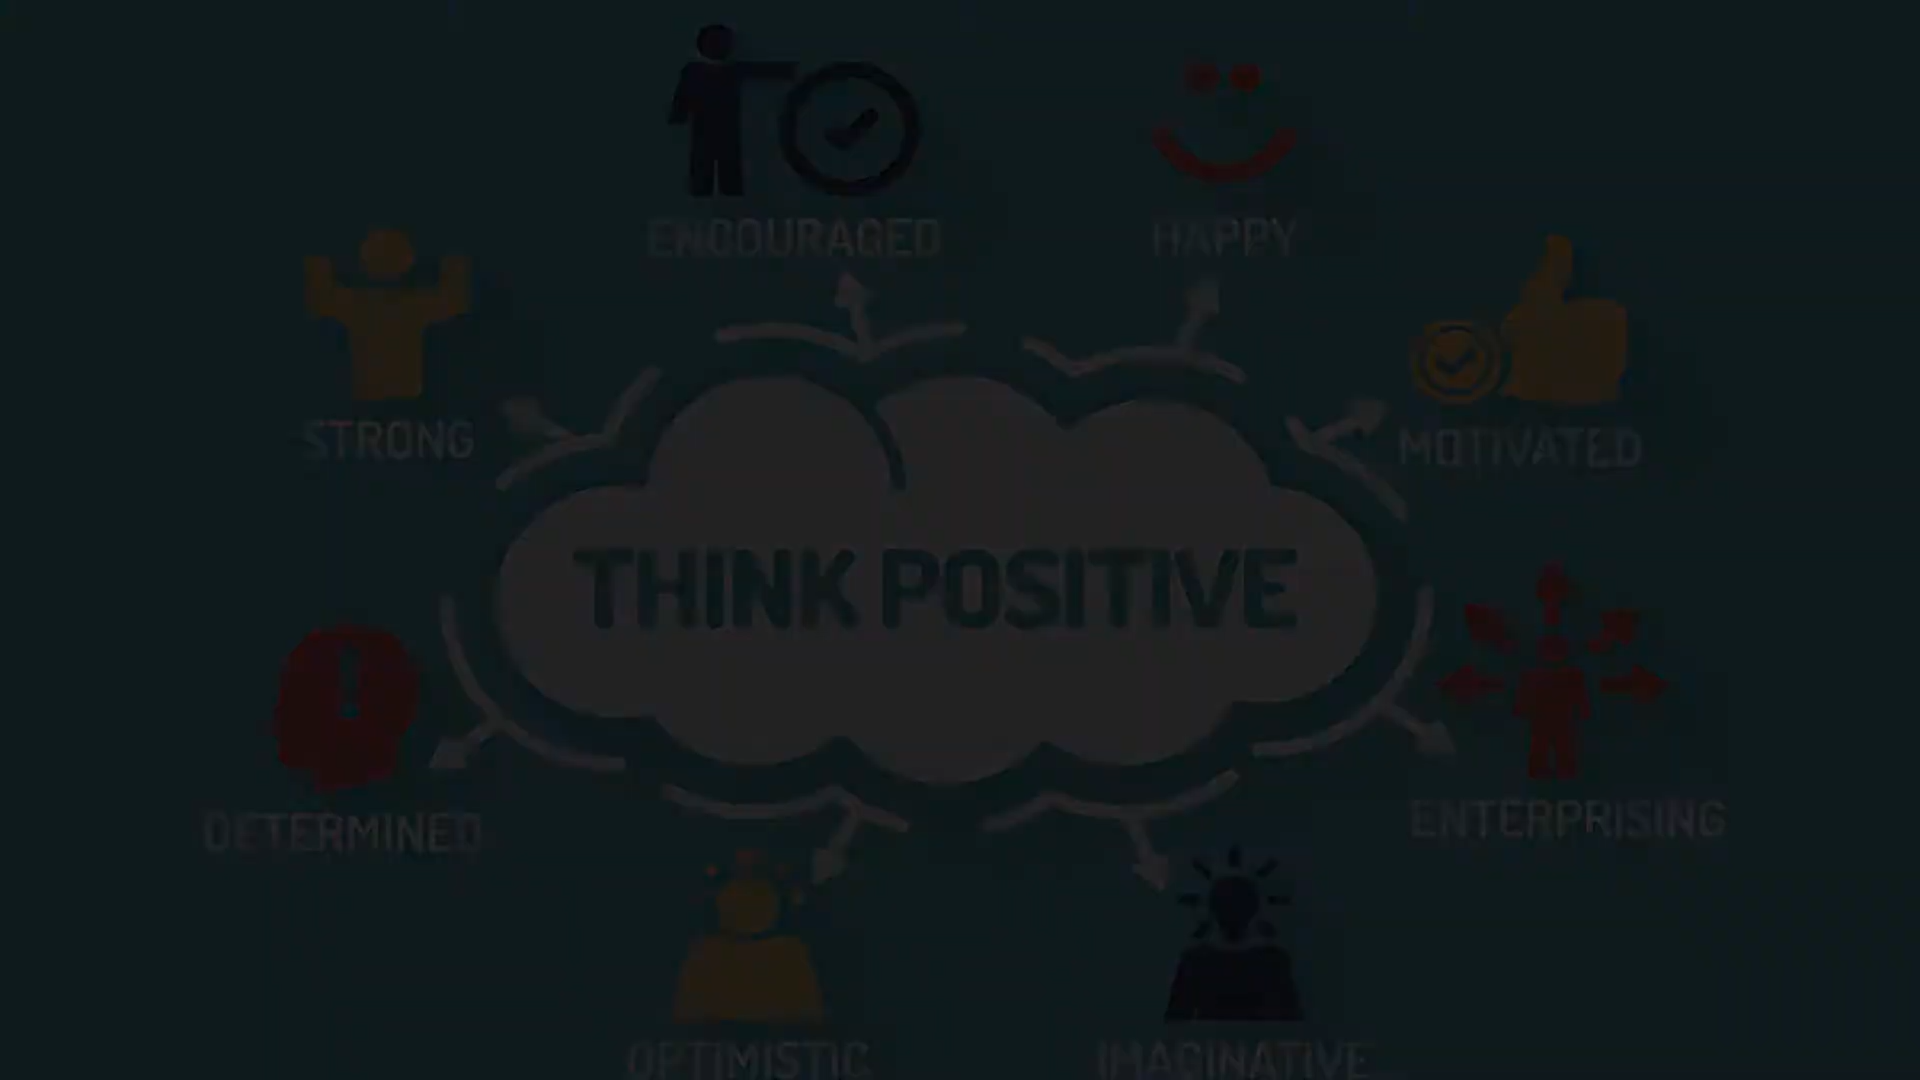 ENCOURAGED
HAPPY
STRONG
MOTIVATED
THINK POSITIVE
DETERMINED
ENTERPRISING
OPTIMISTIC
IMAGINATIVE